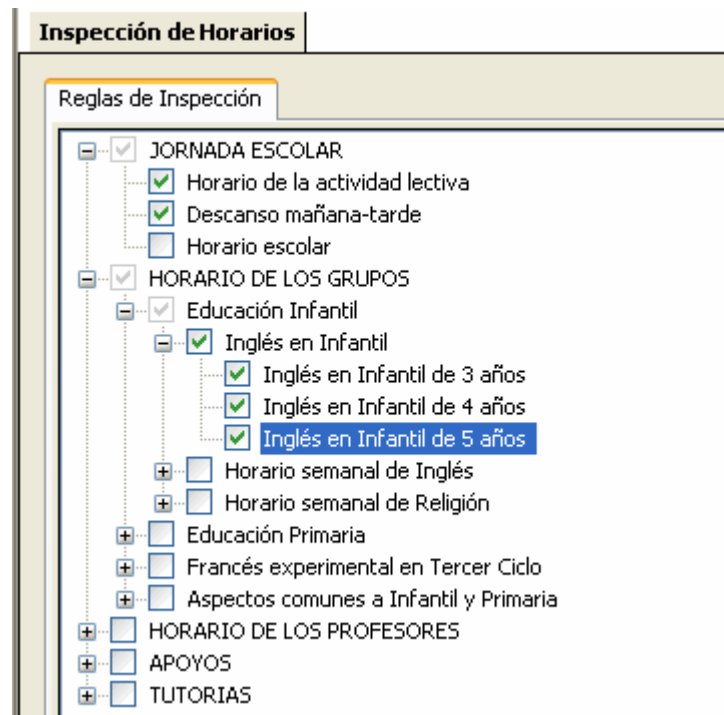 Inspección de Horarios
Reglas de Inspección
JORNADA ESCOLAR
Horario de la actividad lectiva
Descanso mañana-tarde
Horario escolar
HORARIO DE LOS GRUPOS
Educación Infantil
Inglés en Infantil
Inglés en Infantil de 3 años
Inglés en Infantil de 4 años
Inglés en Infantil de 5 años
Horario semanal de Inglés
Horario semanal de Religión
Educación Primaria
Francés experimental en Tercer Ciclo
Aspectos comunes a Infantil y Primaria
HORARIO DE LOS PROFESORES
APOYOS
TUTORIAS